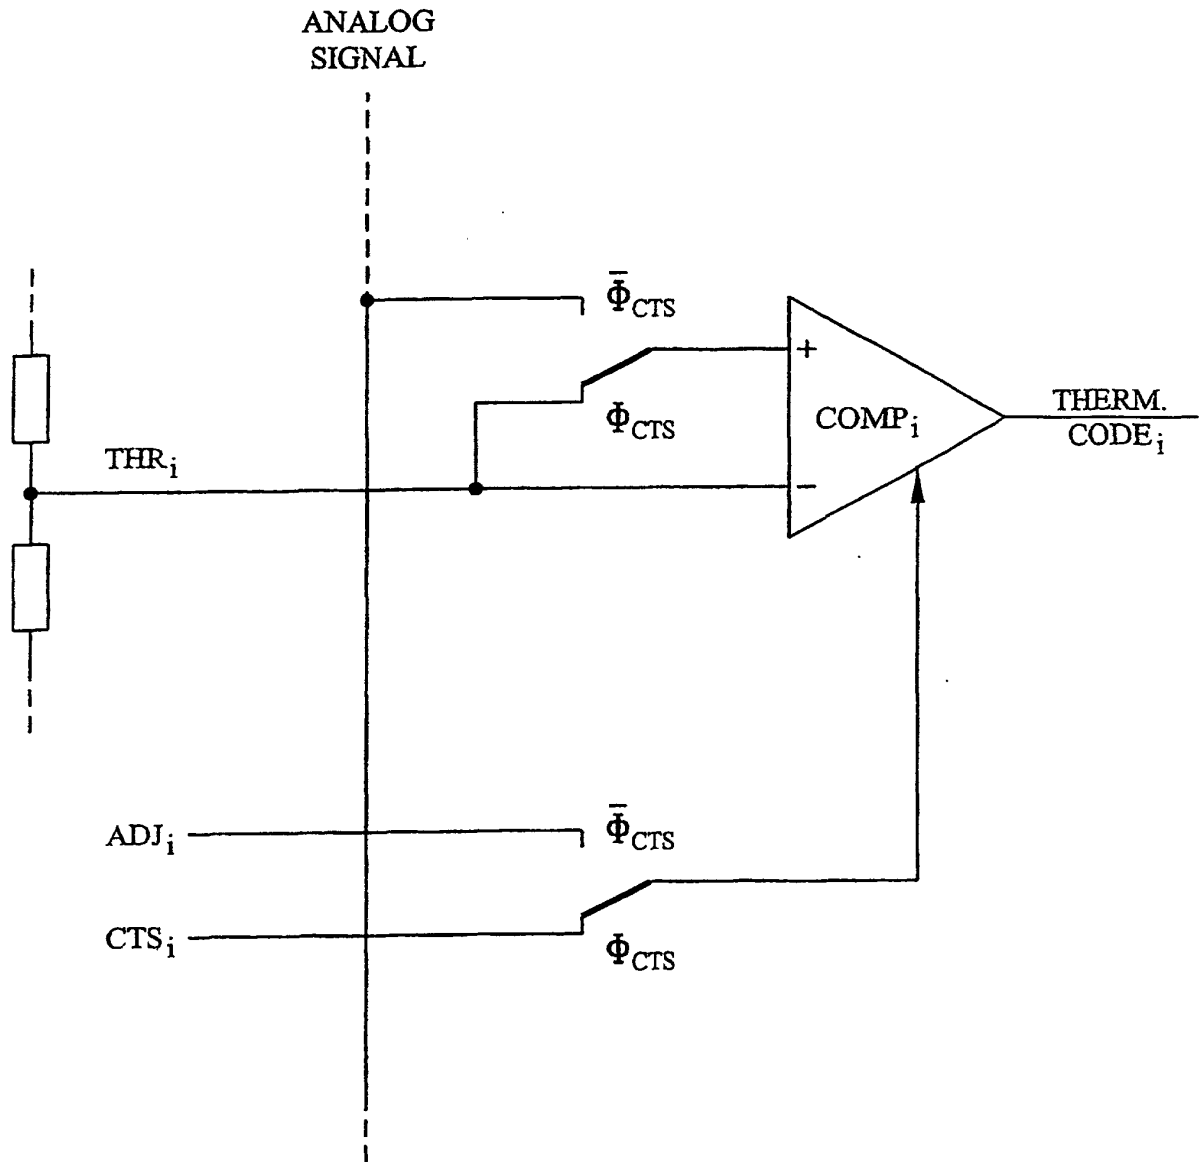 ANALOG
SIGNAL
Φ̄CTS
+
COMPi
THERM.
CODEi
ΦCTS
THRi
−
ADJi
Φ̄CTS
CTSi
ΦCTS